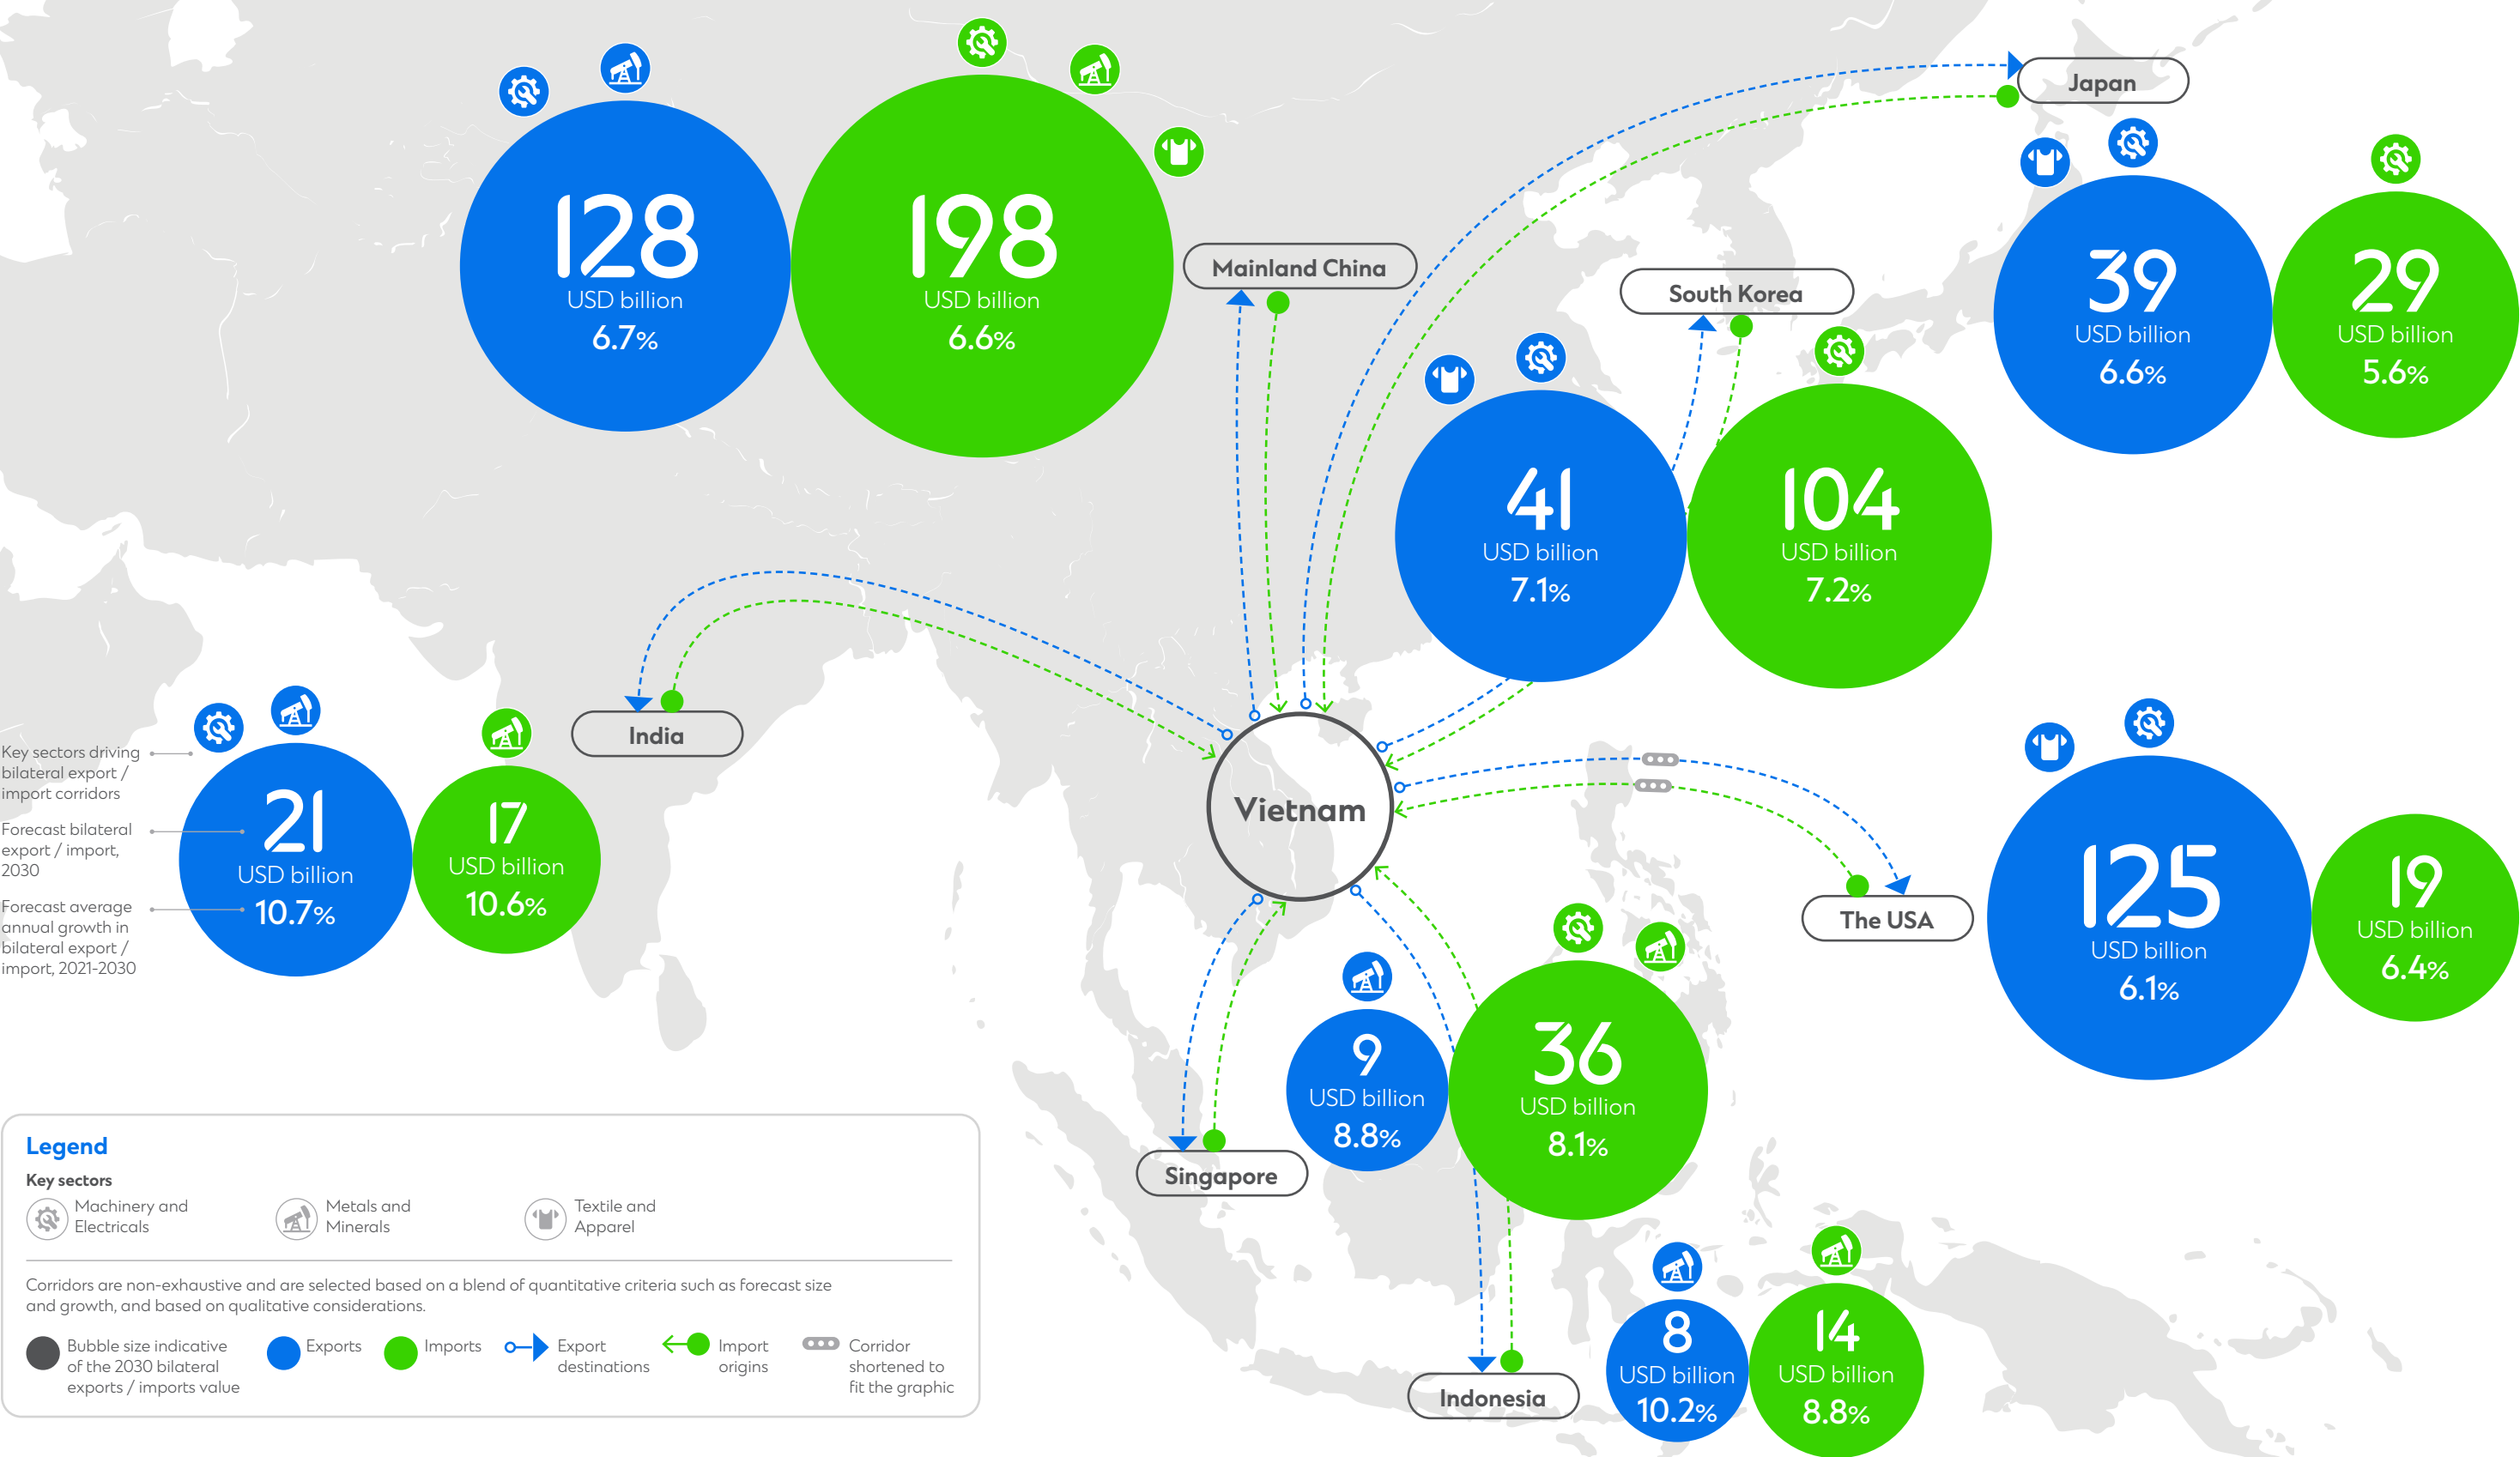 128
USD billion
6.7%
198
USD billion
6.6%
Mainland China
Japan
39
USD billion
6.6%
29
USD billion
5.6%
South Korea
41
USD billion
7.1%
104
USD billion
7.2%
India
Key sectors driving
bilateral export /
import corridors
Forecast bilateral
export / import,
2030
Forecast average
annual growth in
bilateral export /
import, 2021-2030
21
USD billion
10.7%
17
USD billion
10.6%
Vietnam
The USA
125
USD billion
6.1%
19
USD billion
6.4%
Singapore
9
USD billion
8.8%
36
USD billion
8.1%
Indonesia
8
USD billion
10.2%
14
USD billion
8.8%
Legend
Key sectors
Machinery and
Electricals
Metals and
Minerals
Textile and
Apparel
Corridors are non-exhaustive and are selected based on a blend of quantitative criteria such as forecast size
and growth, and based on qualitative considerations.
Bubble size indicative
of the 2030 bilateral
exports / imports value
Exports
Imports
Export
destinations
Import
origins
Corridor
shortened to
fit the graphic